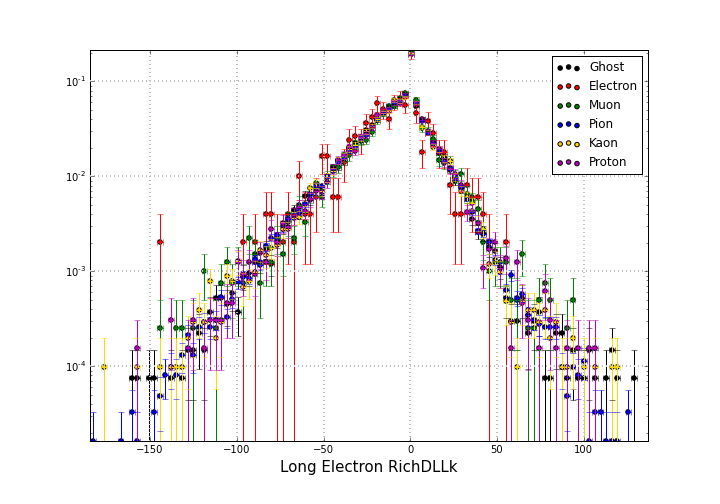 10⁻¹
10⁻²
10⁻³
10⁻⁴
−150
−100
−50
0
50
100
Long Electron RichDLLk
Ghost
Electron
Muon
Pion
Kaon
Proton